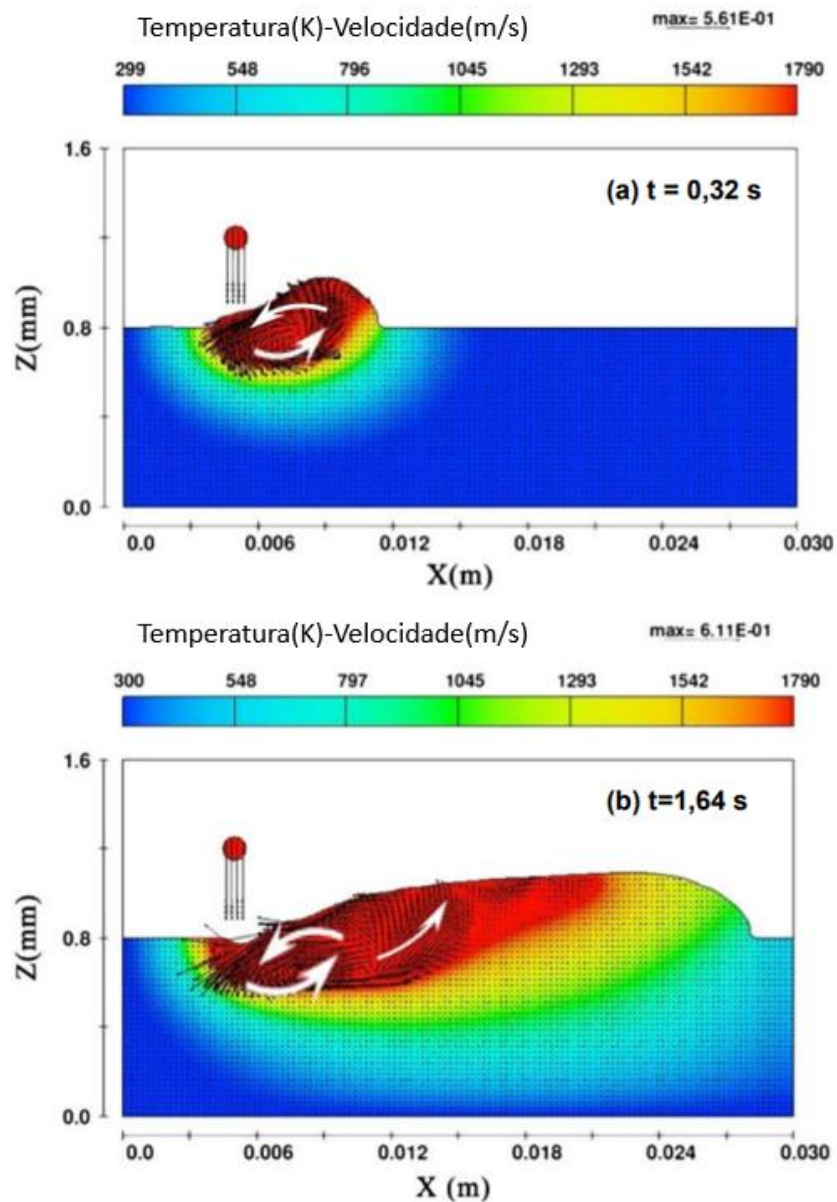 Temperatura(K)-Velocidade(m/s)
max= 5.61E-01
299 548 796 1045 1293 1542 1790
1.6
(a) t = 0,32 s
Z(mm)
0.8
0.0
0.0 0.006 0.012 0.018 0.024 0.030
X(m)
Temperatura(K)-Velocidade(m/s)
max= 6.11E-01
300 548 797 1045 1293 1542 1790
1.6
(b) t=1,64 s
Z(mm)
0.8
0.0
0.0 0.006 0.012 0.018 0.024 0.030
X (m)